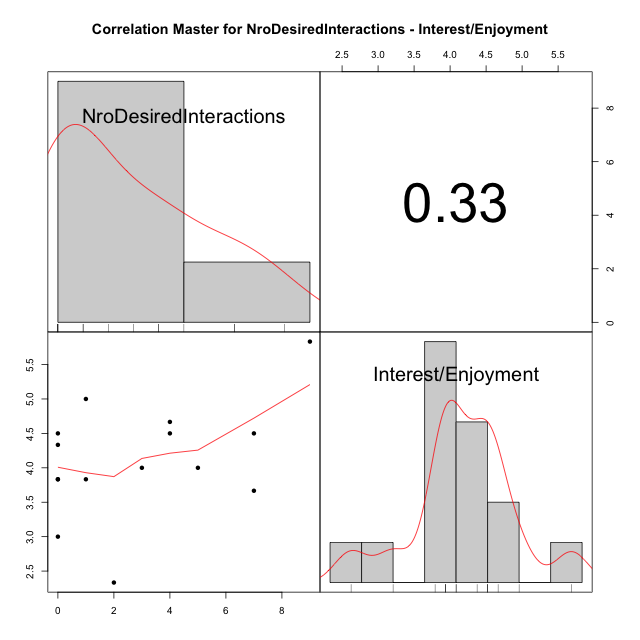 Correlation Master for NroDesiredInteractions - Interest/Enjoyment
2.5 3.0 3.5 4.0 4.5 5.0 5.5
NroDesiredInteractions
0.33
8
6
4
2
0
Interest/Enjoyment
5.5
5.0
4.5
4.0
3.5
3.0
2.5
0 2 4 6 8